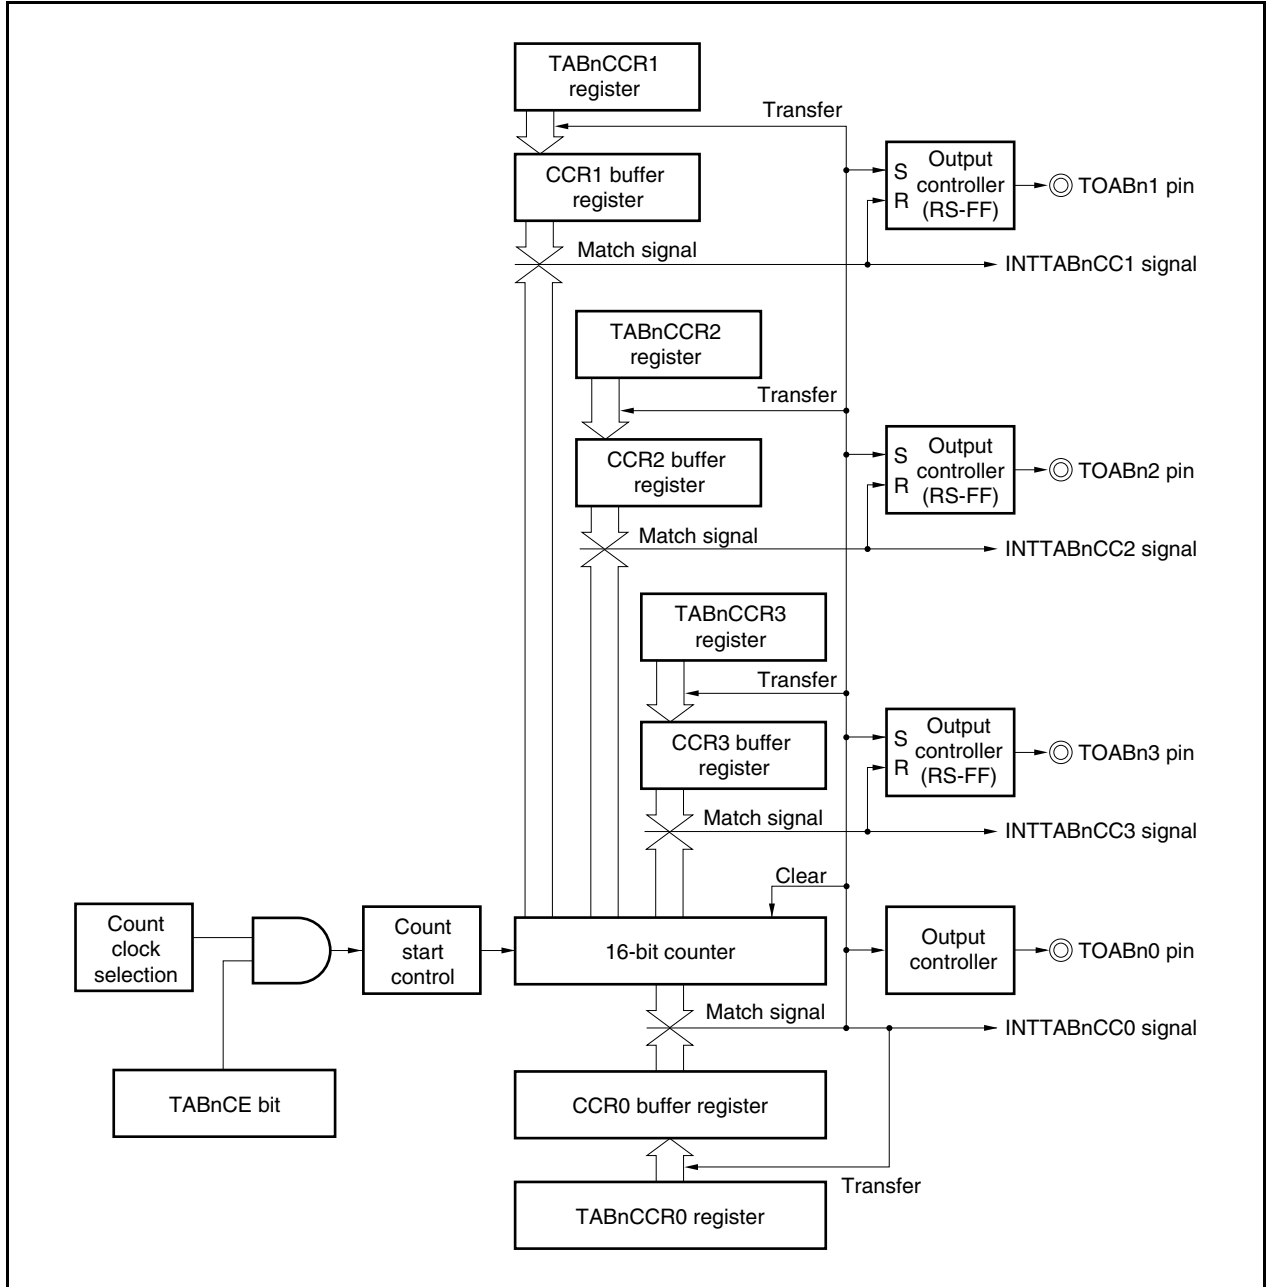 TABnCCR1
register
Transfer
CCR1 buffer
register
S
R
Output
controller
(RS-FF)
TOABn1 pin
Match signal
INTTABnCC1 signal
TABnCCR2
register
Transfer
CCR2 buffer
register
S
R
Output
controller
(RS-FF)
TOABn2 pin
Match signal
INTTABnCC2 signal
TABnCCR3
register
Transfer
CCR3 buffer
register
S
R
Output
controller
(RS-FF)
TOABn3 pin
Match signal
INTTABnCC3 signal
Clear
Count
clock
selection
Count
start
control
16-bit counter
Output
controller
TOABn0 pin
Match signal
INTTABnCC0 signal
TABnCE bit
CCR0 buffer register
Transfer
TABnCCR0 register